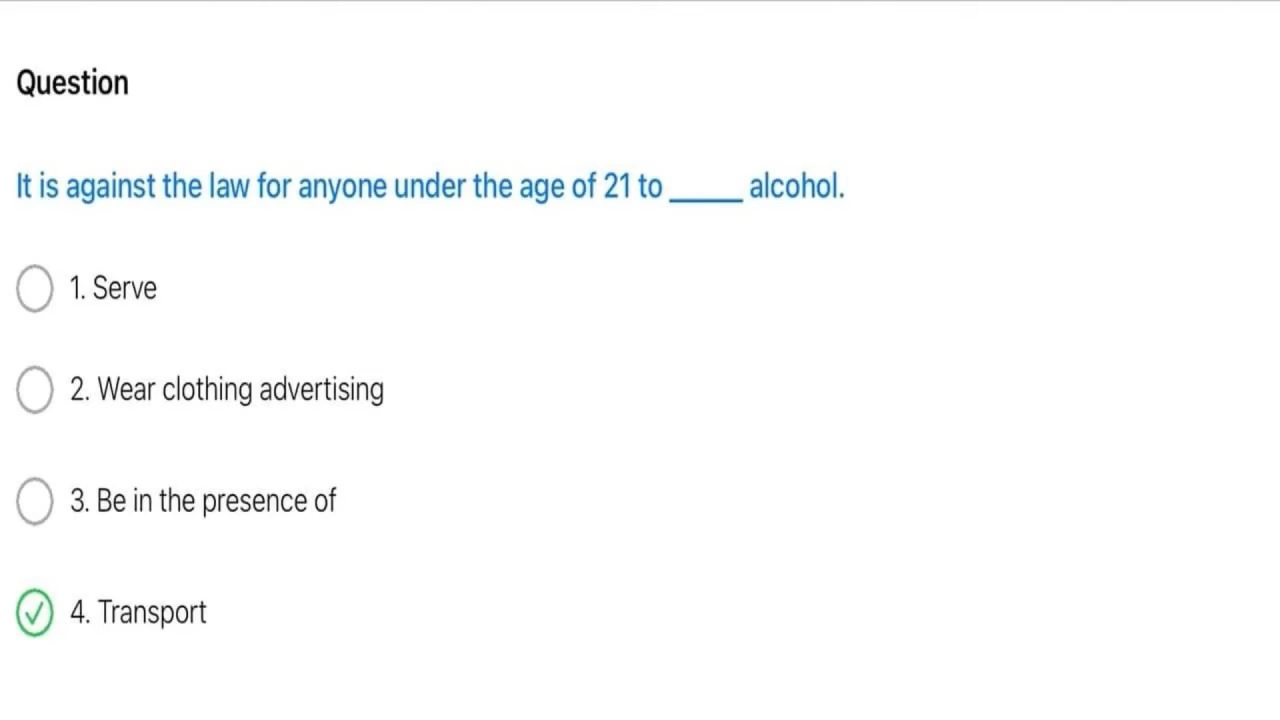 Question
It is against the law for anyone under the age of 21 to _____ alcohol.
1. Serve
2. Wear clothing advertising
3. Be in the presence of
4. Transport